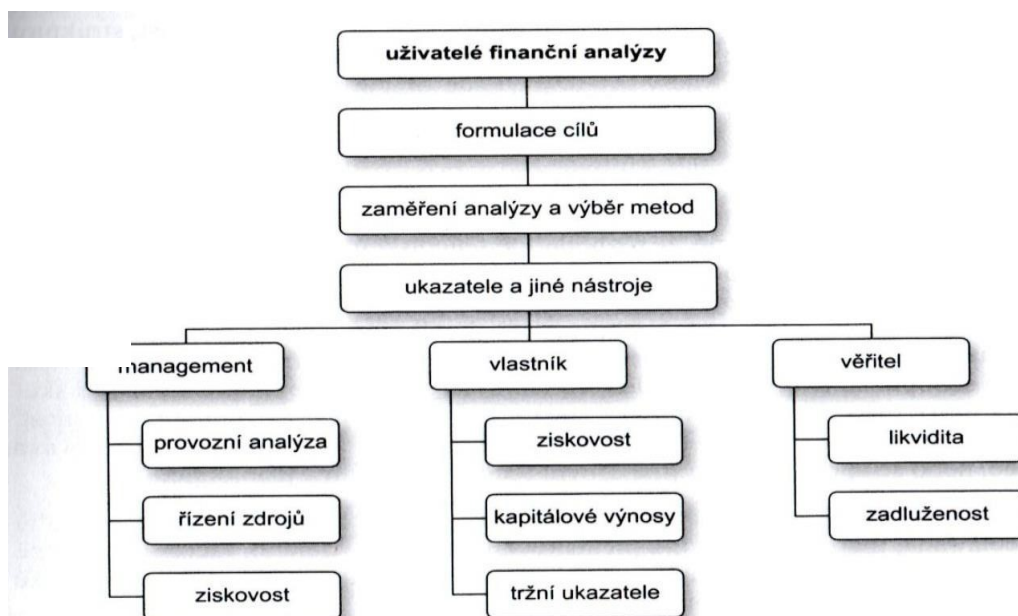 uživatelé finanční analýzy
formulace cílů
zaměření analýzy a výběr metod
ukazatele a jiné nástroje
management
provozní analýza
řízení zdrojů
ziskovost
vlastník
ziskovost
kapitálové výnosy
tržní ukazatele
věřitel
likvidita
zadluženost